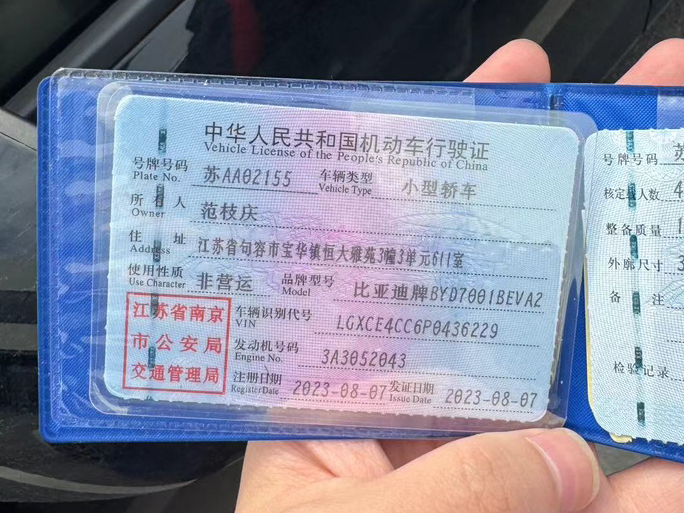 中华人民共和国机动车行驶证
Vehicle License of the People's Republic of China
号牌号码 苏AA02155 车辆类型 小型轿车
Plate No. Vehicle Type
所有人 范枝庆
Owner
住址 江苏省句容市宝华镇恒大雅苑3幢3单元611室
Address
使用性质 非营运 品牌型号 比亚迪牌BYD7001BEVA2
Use Character Model
江苏省南京
市公安局
交通管理局
车辆识别代号 LGXCE4CC6P0436229
VIN
发动机号码 3A3052043
Engine No.
注册日期 2023-08-07 发证日期 2023-08-07
Register Date Issue Date
号牌号码 苏
核定载人数 4
整备质量 1
外廓尺寸 3
备注
检验记录